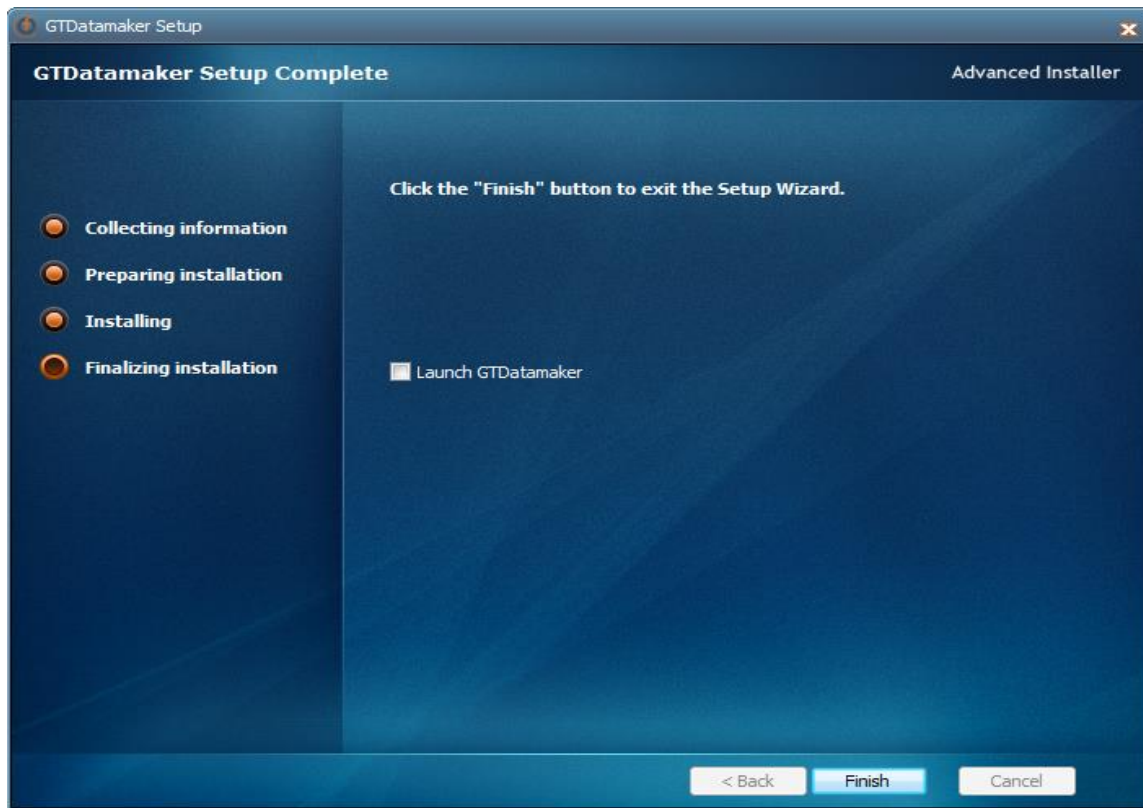 GTDatamaker Setup
GTDatamaker Setup Complete
Advanced Installer
Click the "Finish" button to exit the Setup Wizard.
Collecting information
Preparing installation
Installing
Finalizing installation
Launch GTDatamaker
< Back
Finish
Cancel